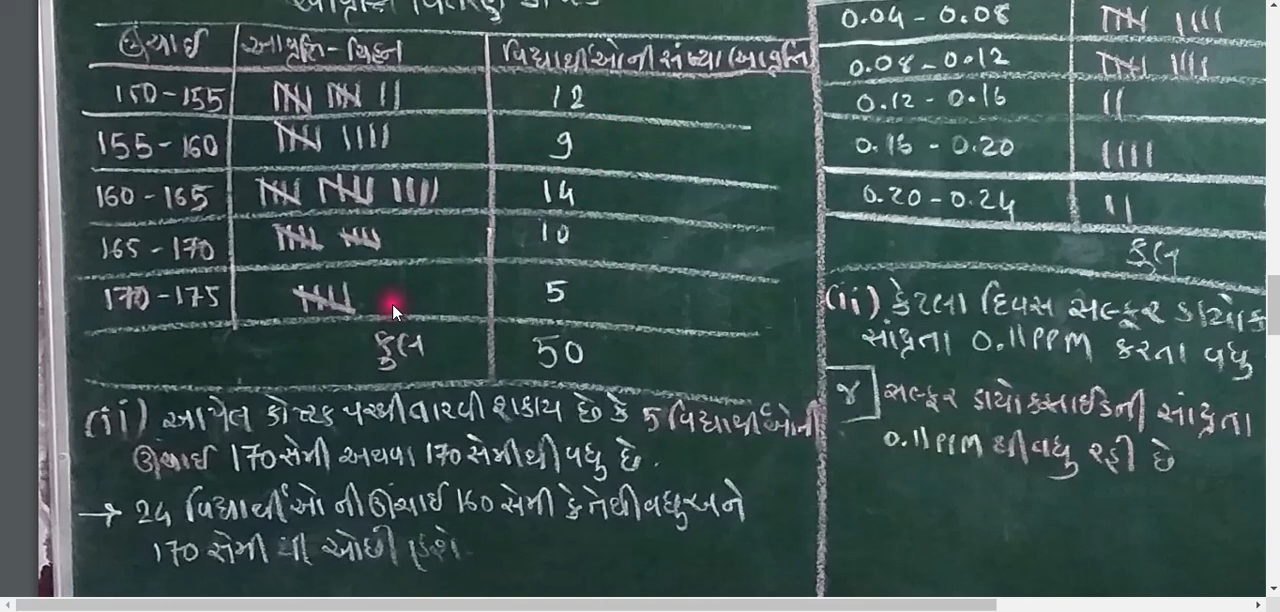 આવૃત્તિ વિતરણ
ઊંચાઈ આવૃત્તિ - ચિહ્ન વિદ્યાર્થીઓની સંખ્યા (આવૃત્તિ)
150-155 12
155-160 9
160-165 14
165-170 10
170-175 5
કુલ 50
(ii) આપેલ કોષ્ટક પરથી તારવી શકાય છે કે 5 વિદ્યાર્થીઓની
ઊંચાઈ 170 સેમી અથવા 170 સેમીથી વધુ છે.
→ 24 વિદ્યાર્થીઓ ની ઊંચાઈ 160 સેમી કે તેથી વધુ અને
170 સેમી થી ઓછી હશે.
0.04 - 0.08
0.08 - 0.12
0.12 - 0.16
0.16 - 0.20
0.20 - 0.24
કુલ
(ii) કેટલા દિવસ સલ્ફર ડાયોક
સાંદ્રતા 0.11 PPM કરતા વધુ
જ સલ્ફર ડાયોક્સાઈડની સાંદ્રતા
0.11 PPM થી વધુ રહી છે